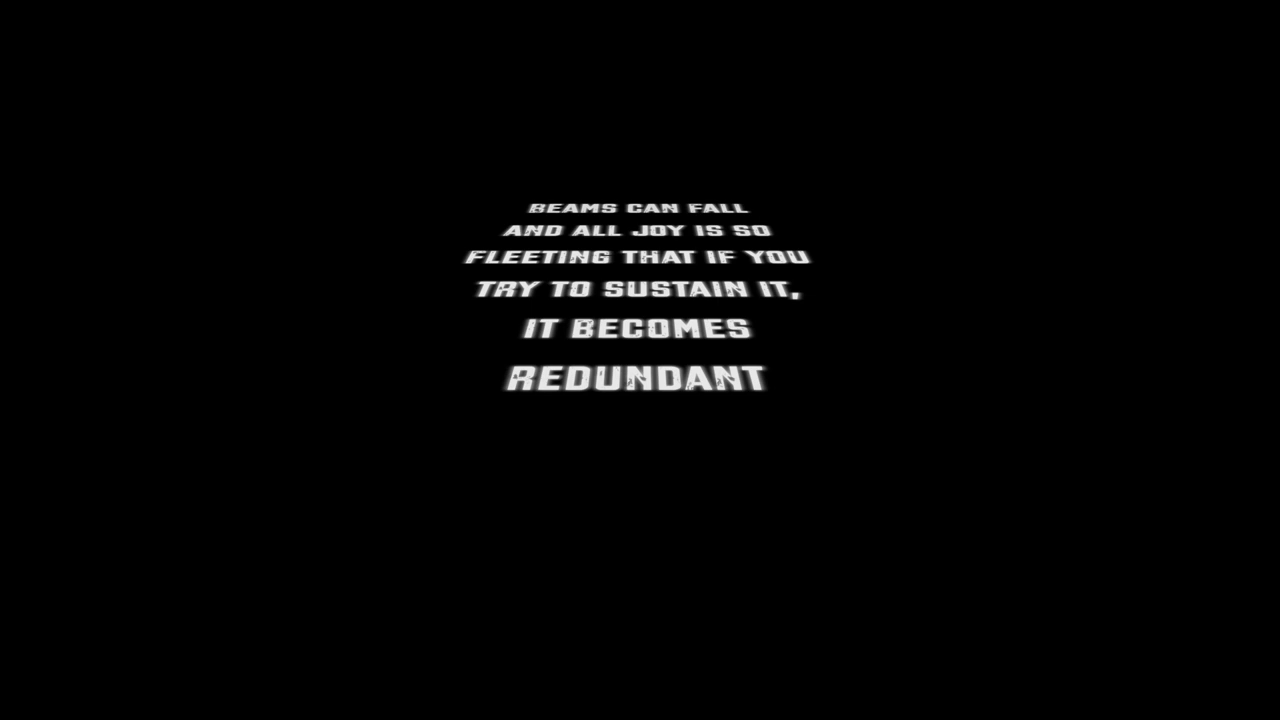 BEAMS CAN FALL
AND ALL JOY IS SO
FLEETING THAT IF YOU
TRY TO SUSTAIN IT,
IT BECOMES
REDUNDANT